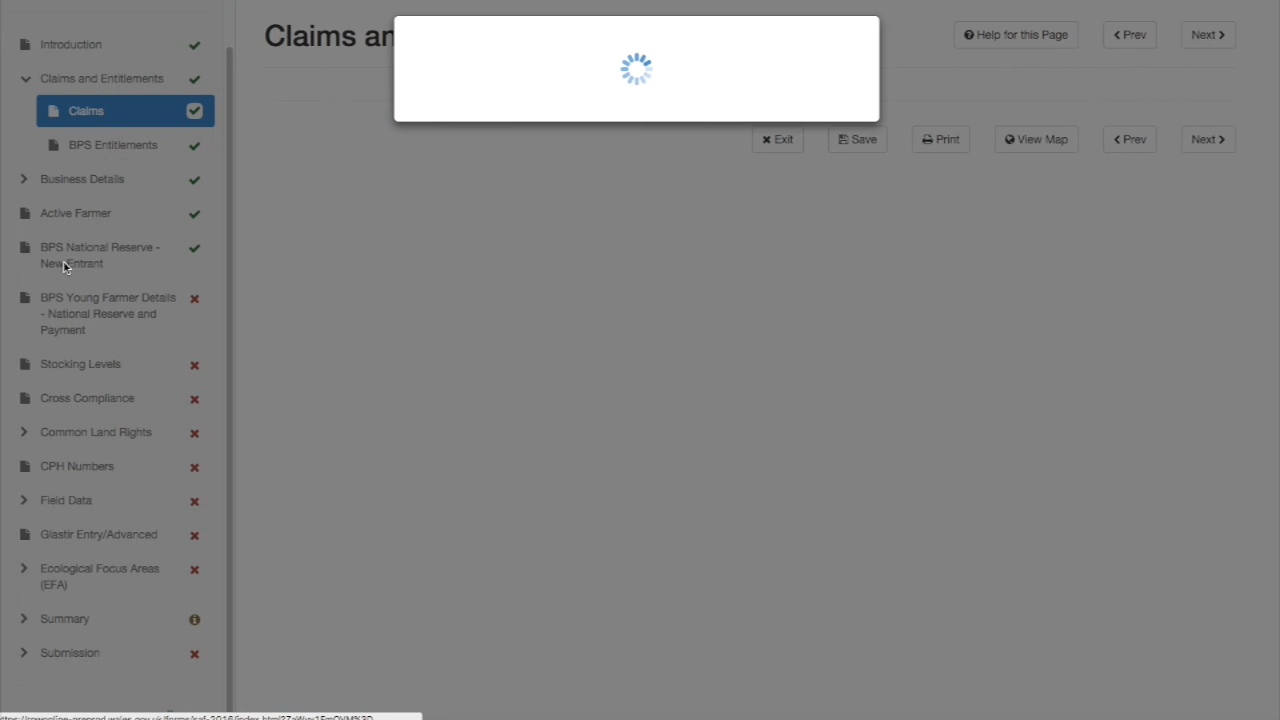 Introduction
Claims and Entitlements
Claims
BPS Entitlements
Business Details
Active Farmer
BPS National Reserve -
New Entrant
BPS Young Farmer Details
- National Reserve and
Payment
Stocking Levels
Cross Compliance
Common Land Rights
CPH Numbers
Field Data
Glastir Entry/Advanced
Ecological Focus Areas
(EFA)
Summary
Submission
Claims an
Help for this Page
Prev
Next
Exit
Save
Print
View Map
Prev
Next